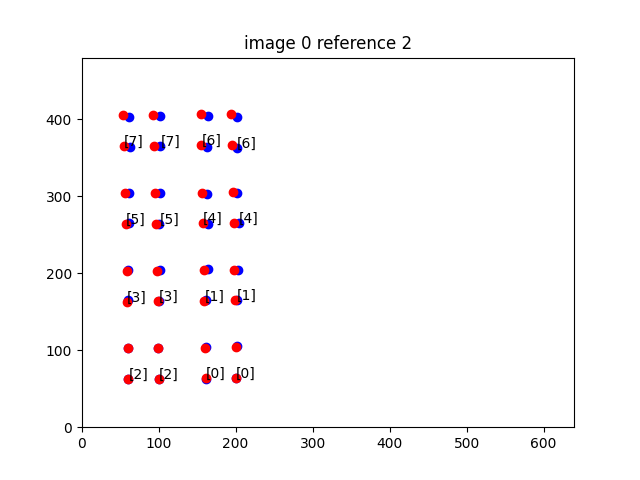 image 0 reference 2
400
[7] [7] [6] [6]
300
[5] [5] [4] [4]
200
[3] [3] [1] [1]
100
[2] [2] [0] [0]
0
0 100 200 300 400 500 600